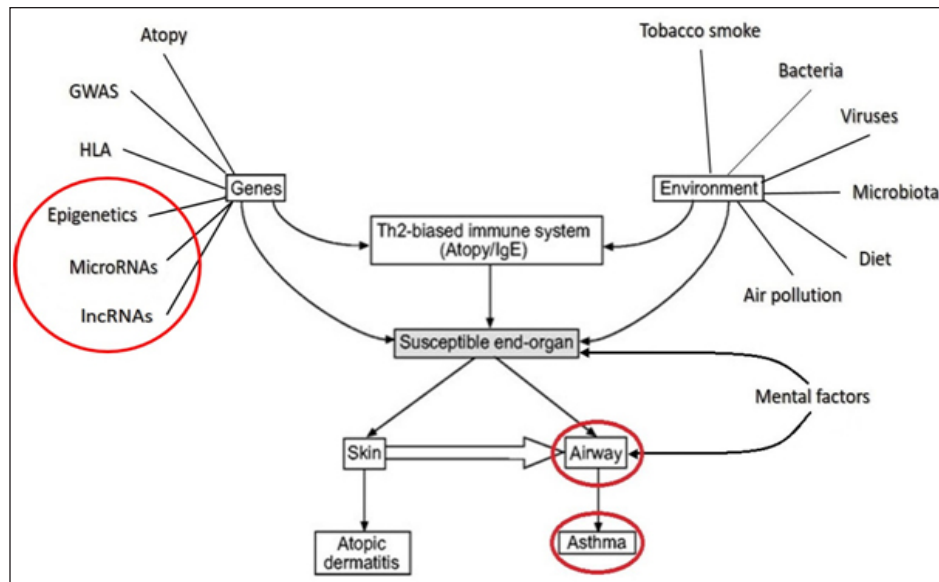 Atopy
GWAS
HLA
Epigenetics
MicroRNAs
lncRNAs
Genes
Tobacco smoke
Bacteria
Viruses
Microbiota
Diet
Air pollution
Environment
Th2-biased immune system
(Atopy/IgE)
Susceptible end-organ
Mental factors
Skin
Airway
Atopic
dermatitis
Asthma